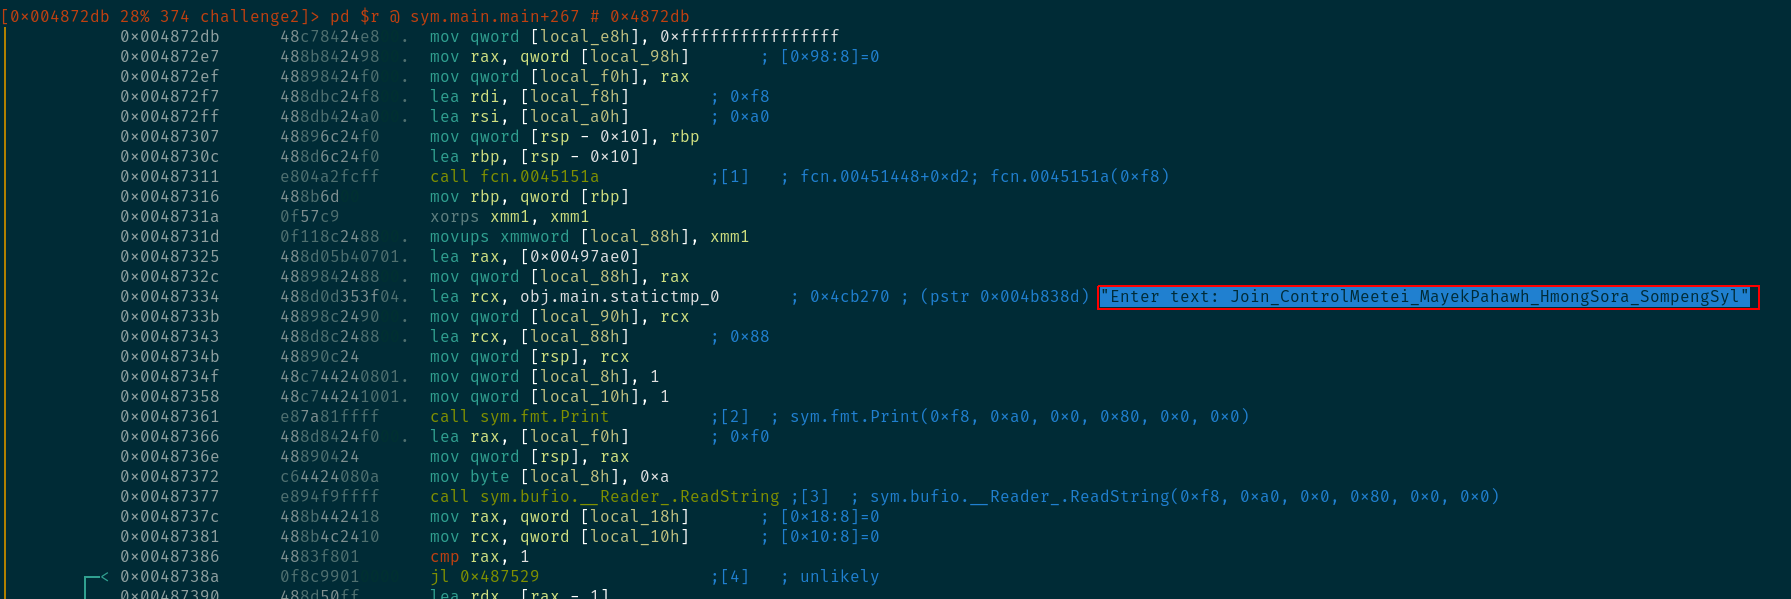 [0×004872db 28% 374 challenge2]> pd $r @ sym.main.main+267 # 0×4872db
0×004872db 48c78424e8 . mov qword [local_e8h], 0×ffffffffffffffff
0×004872e7 488b842498 . mov rax, qword [local_98h] ; [0×98:8]=0
0×004872ef 48898424f0 . mov qword [local_f0h], rax
0×004872f7 488dbc24f8 . lea rdi, [local_f8h] ; 0×f8
0×004872ff 488db424a0 . lea rsi, [local_a0h] ; 0×a0
0×00487307 48896c24f0 mov qword [rsp - 0×10], rbp
0×0048730c 488d6c24f0 lea rbp, [rsp - 0×10]
0×00487311 e804a2fcff call fcn.0045151a ;[1] ; fcn.00451448+0×d2; fcn.0045151a(0×f8)
0×00487316 488b6d mov rbp, qword [rbp]
0×0048731a 0f57c9 xorps xmm1, xmm1
0×0048731d 0f118c2488 . movups xmmword [local_88h], xmm1
0×00487325 488d05b40701. lea rax, [0×00497ae0]
0×0048732c 4889842488 . mov qword [local_88h], rax
0×00487334 488d0d353f04. lea rcx, obj.main.statictmp_0 ; 0×4cb270 ; (pstr 0×004b838d) "Enter text: Join_ControlMeetei_MayekPahawh_HmongSora_SompengSyl"
0×0048733b 48898c2490 . mov qword [local_90h], rcx
0×00487343 488d8c2488 . lea rcx, [local_88h] ; 0×88
0×0048734b 48890c24 mov qword [rsp], rcx
0×0048734f 48c744240801. mov qword [local_8h], 1
0×00487358 48c744241001. mov qword [local_10h], 1
0×00487361 e87a81ffff call sym.fmt.Print ;[2] ; sym.fmt.Print(0×f8, 0×a0, 0×0, 0×80, 0×0, 0×0)
0×00487366 488d8424f0 . lea rax, [local_f0h] ; 0×f0
0×0048736e 48890424 mov qword [rsp], rax
0×00487372 c64424080a mov byte [local_8h], 0×a
0×00487377 e894f9ffff call sym.bufio.__Reader_.ReadString ;[3] ; sym.bufio.__Reader_.ReadString(0×f8, 0×a0, 0×0, 0×80, 0×0, 0×0)
0×0048737c 488b442418 mov rax, qword [local_18h] ; [0×18:8]=0
0×00487381 488b4c2410 mov rcx, qword [local_10h] ; [0×10:8]=0
0×00487386 4883f801 cmp rax, 1
< 0×0048738a 0f8c9901 jl 0×487529 ;[4] ; unlikely
0×00487390 488d50ff lea rdx, [rax - 1]